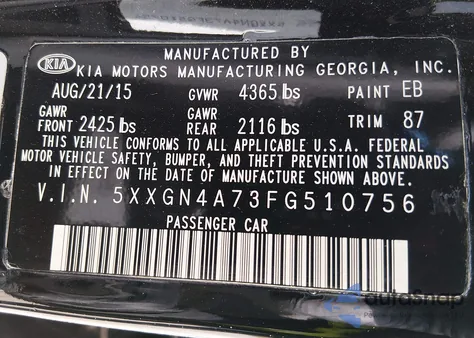 MANUFACTURED BY
KIA KIA MOTORS MANUFACTURING GEORGIA, INC.
AUG/21/15 GVWR 4365 lbs PAINT EB
GAWR FRONT 2425 lbs GAWR REAR 2116 lbs TRIM 87
THIS VEHICLE CONFORMS TO ALL APPLICABLE U.S.A. FEDERAL
MOTOR VEHICLE SAFETY, BUMPER, AND THEFT PREVENTION STANDARDS
IN EFFECT ON THE DATE OF MANUFACTURE SHOWN ABOVE.
V.I.N. 5XXGN4A73FG510756
PASSENGER CAR
autoSnap